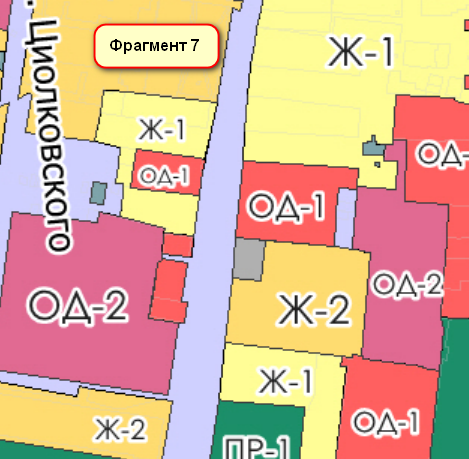 Фрагмент 7
. Циолковского
Ж-1
Ж-1
ОД-
ОД-1
ОД-1
ОД-2
ОД-2
Ж-2
Ж-1
ОД-1
Ж-2
ПР-1